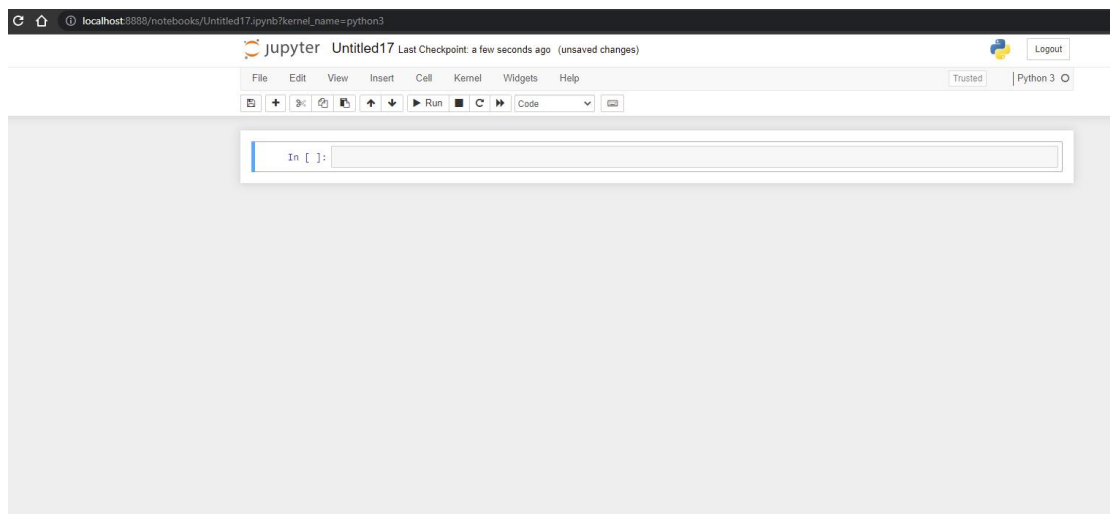 localhost:8888/notebooks/Untitled17.ipynb?kernel_name=python3
jupyter Untitled17 Last Checkpoint: a few seconds ago (unsaved changes) Logout
File Edit View Insert Cell Kernel Widgets Help Trusted Python 3
Run Code
In [ ]: